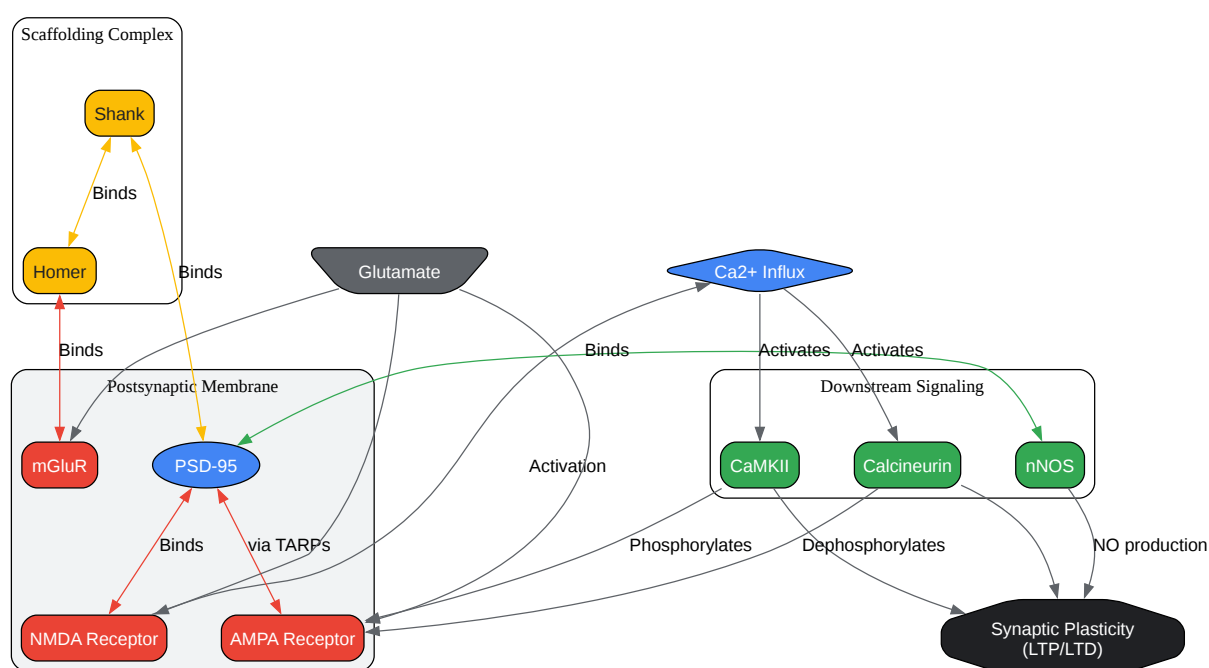 Scaffolding Complex
Shank
Binds
Homer
Binds
Glutamate
Ca2+ Influx
Binds
Binds
Activates
Activates
Postsynaptic Membrane
Downstream Signaling
mGluR
PSD-95
Activation
CaMKII
Calcineurin
nNOS
Binds
via TARPs
Phosphorylates
Dephosphorylates
NO production
NMDA Receptor
AMPA Receptor
Synaptic Plasticity
(LTP/LTD)